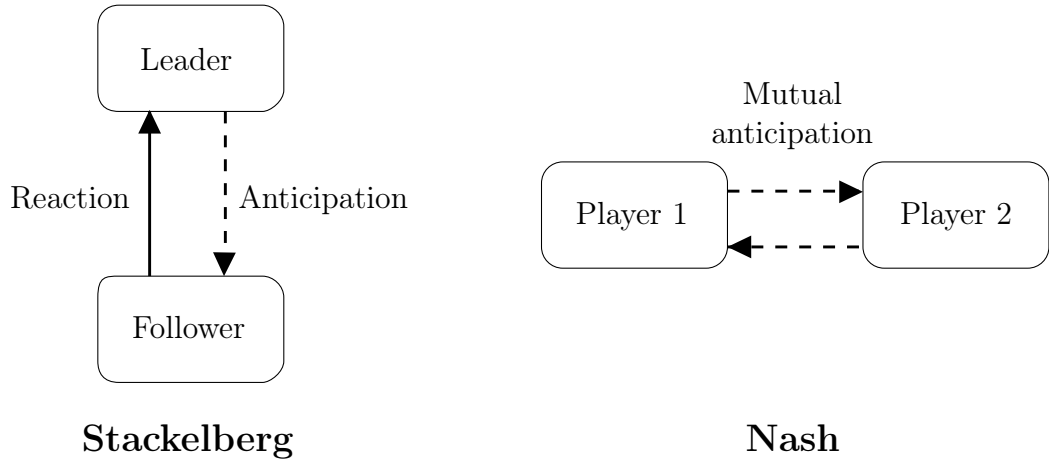 Leader
Reaction
Anticipation
Follower
Stackelberg
Mutual
anticipation
Player 1
Player 2
Nash